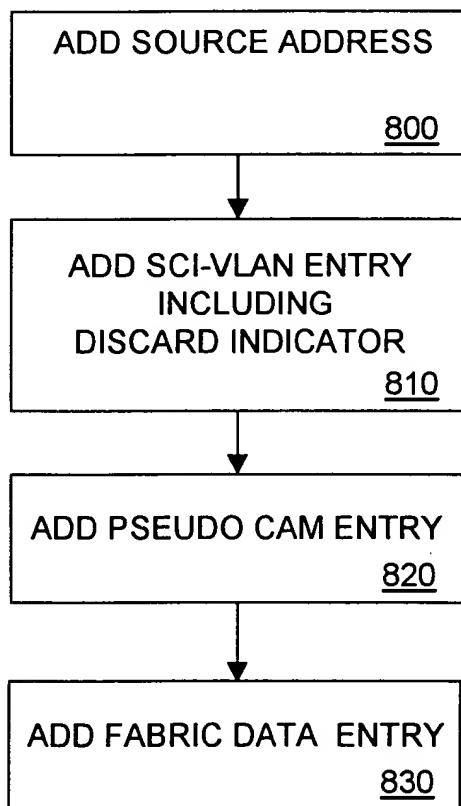 ADD SOURCE ADDRESS
800
ADD SCI-VLAN ENTRY
INCLUDING
DISCARD INDICATOR
810
ADD PSEUDO CAM ENTRY
820
ADD FABRIC DATA ENTRY
830